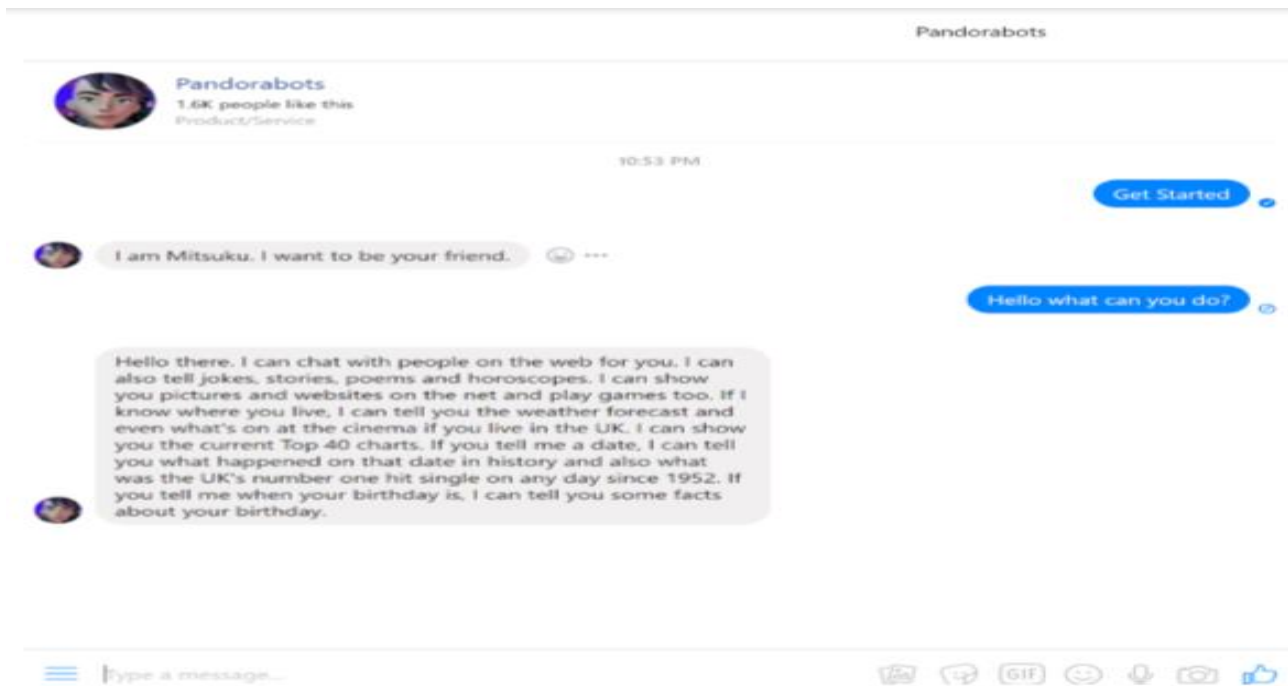 Pandorabots
Pandorabots
1.6K people like this
Product/Service
10:53 PM
Get Started
I am Mitsuku. I want to be your friend.
Hello what can you do?
Hello there. I can chat with people on the web for you. I can
also tell jokes, stories, poems and horoscopes. I can show
you pictures and websites on the net and play games too. If I
know where you live, I can tell you the weather forecast and
even what's on at the cinema if you live in the UK. I can show
you the current Top 40 charts. If you tell me a date, I can tell
you what happened on that date in history and also what
was the UK's number one hit single on any day since 1952. If
you tell me when your birthday is, I can tell you some facts
about your birthday.
Type a message...
GIF